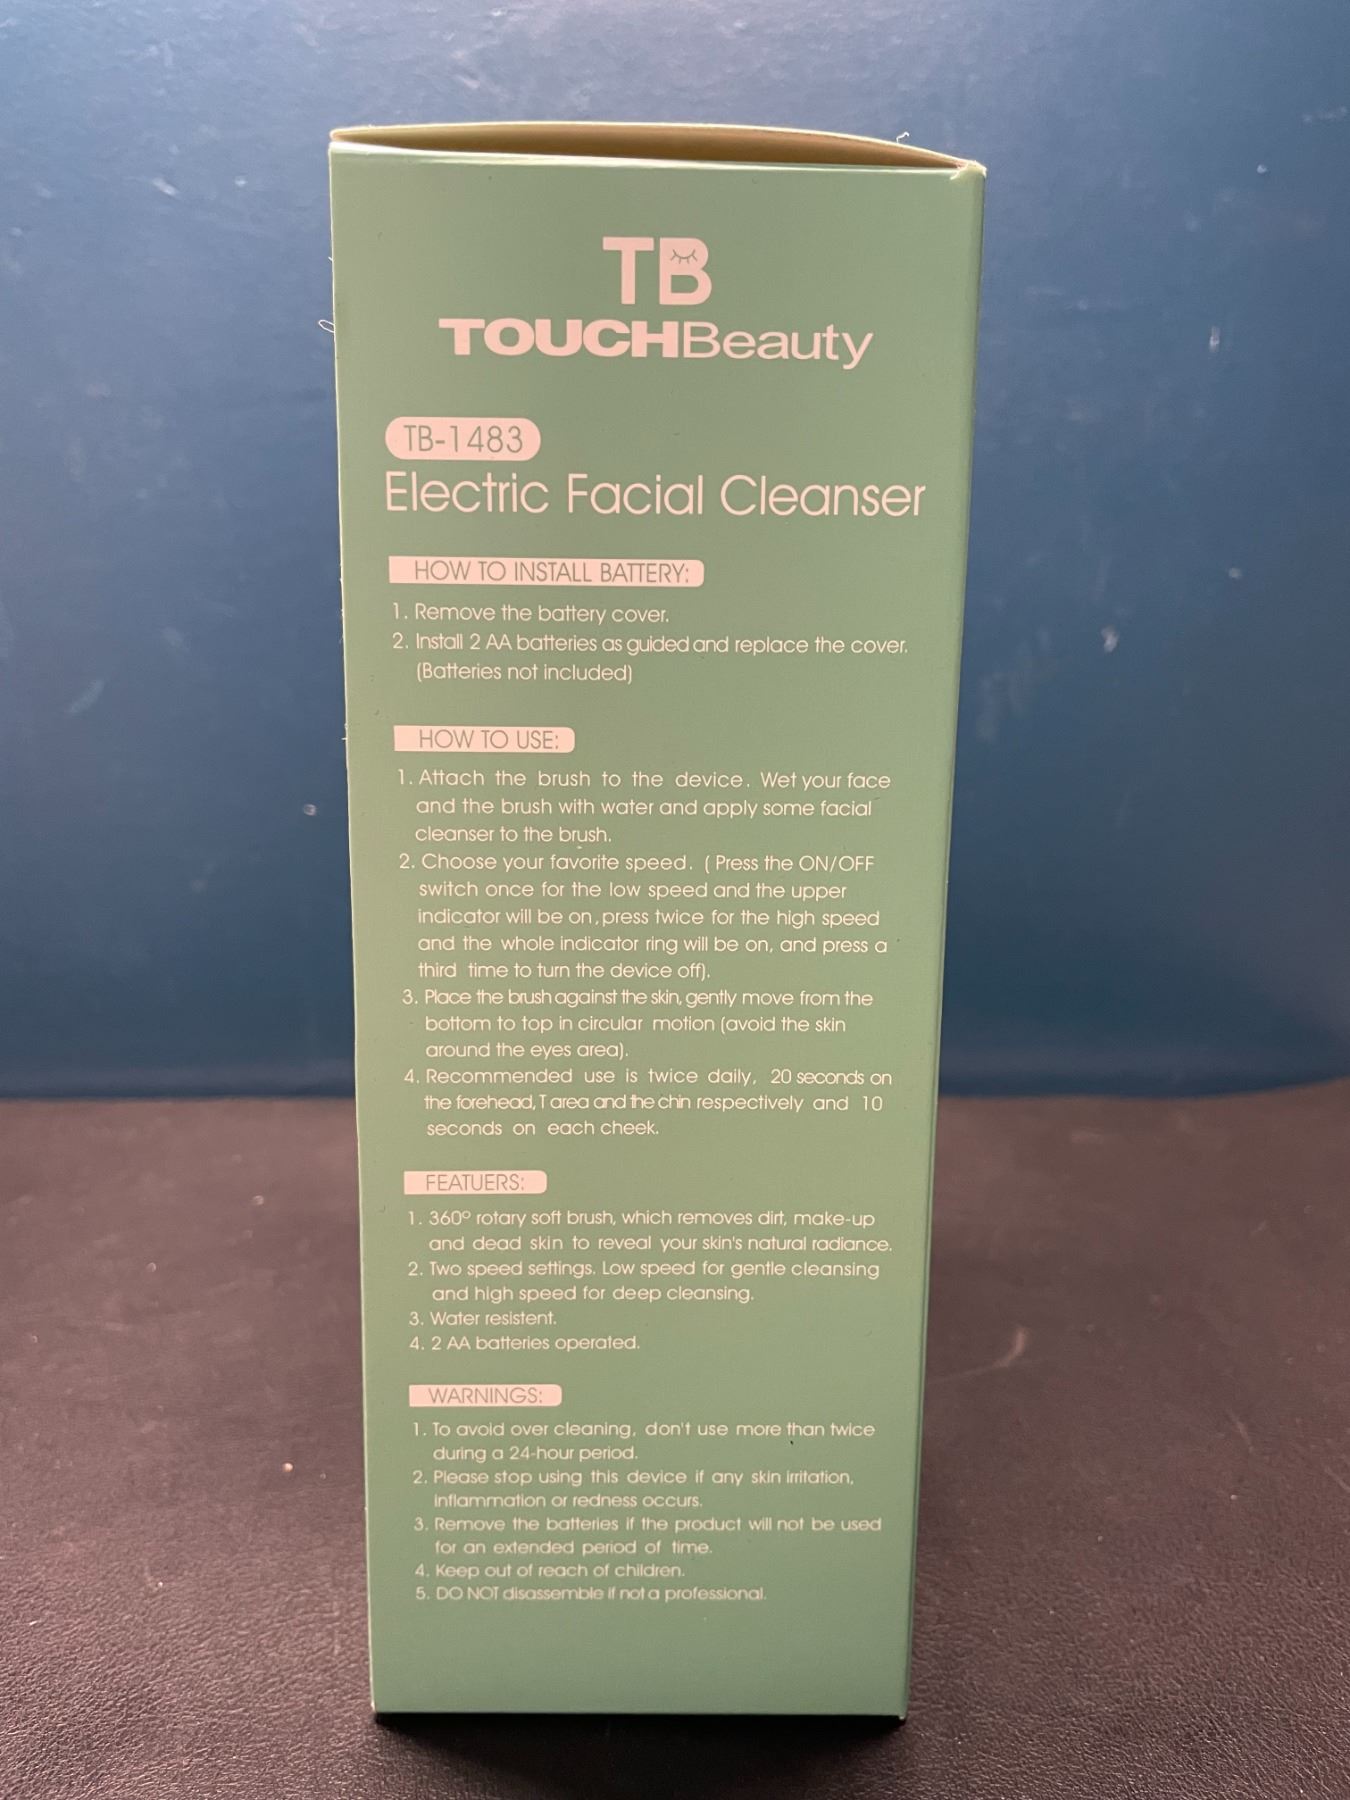 TB
TOUCHBeauty
TB-1483
Electric Facial Cleanser
HOW TO INSTALL BATTERY:
1. Remove the battery cover.
2. Install 2 AA batteries as guided and replace the cover.
(Batteries not included)
HOW TO USE:
1. Attach the brush to the device. Wet your face
and the brush with water and apply some facial
cleanser to the brush.
2. Choose your favorite speed. ( Press the ON/OFF
switch once for the low speed and the upper
indicator will be on, press twice for the high speed
and the whole indicator ring will be on, and press a
third time to turn the device off).
3. Place the brush against the skin, gently move from the
bottom to top in circular motion (avoid the skin
around the eyes area).
4. Recommended use is twice daily, 20 seconds on
the forehead, T area and the chin respectively and 10
seconds on each cheek.
FEATUERS:
1. 360° rotary soft brush, which removes dirt, make-up
and dead skin to reveal your skin's natural radiance.
2. Two speed settings. Low speed for gentle cleansing
and high speed for deep cleansing.
3. Water resistent.
4. 2 AA batteries operated.
WARNINGS:
1. To avoid over cleaning, don't use more than twice
during a 24-hour period.
2. Please stop using this device if any skin irritation,
inflammation or redness occurs.
3. Remove the batteries if the product will not be used
for an extended period of time.
4. Keep out of reach of children.
5. DO NOT disassemble if not a professional.